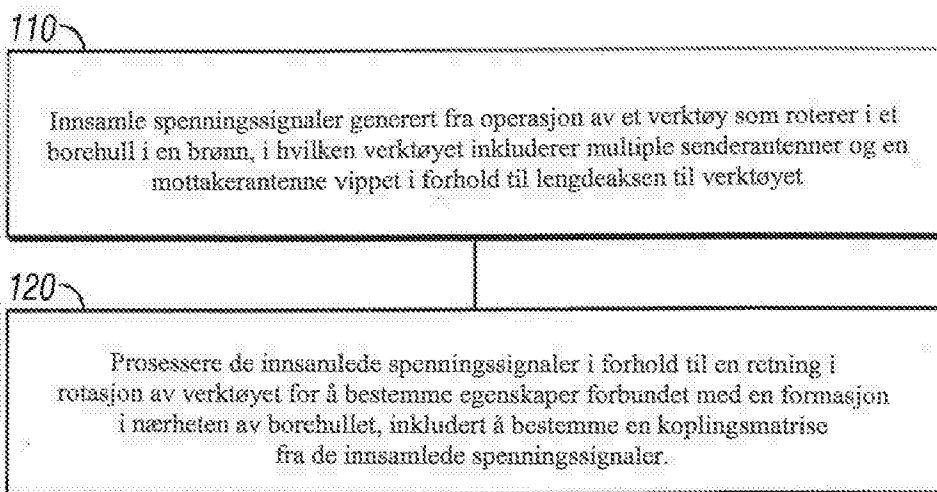 110
Innsamle spenningssignaler generert fra operasjon av et verktøy som roterer i et
borehull i en brønn, i hvilken verktøyet inkluderer multiple senderantenner og en
mottakerantenne vippet i forhold til lengdeaksen til verktøyet
120
Prosessere de innsamlede spenningssignaler i forhold til en retning i
rotasjon av verktøyet for å bestemme egenskaper forbundet med en formasjon
i nærheten av borehullet, inkludert å bestemme en koplingsmatrise
fra de innsamlede spenningssignaler.